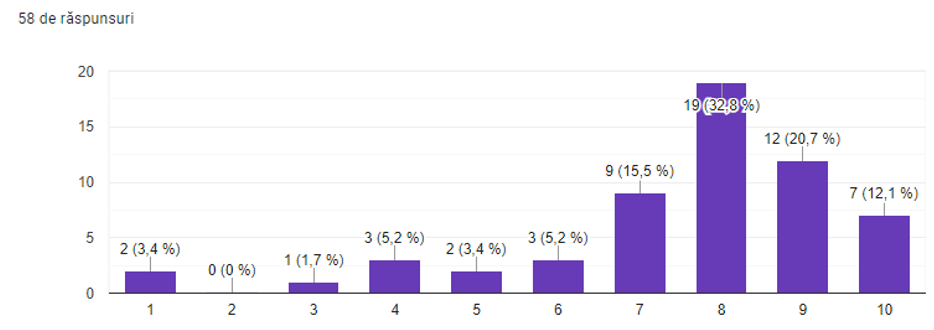 58 de răspunsuri
20
15
10
5
0
2 (3,4 %)
0 (0 %)
1 (1,7 %)
3 (5,2 %)
2 (3,4 %)
3 (5,2 %)
9 (15,5 %)
19 (32,8 %)
12 (20,7 %)
7 (12,1 %)
1 2 3 4 5 6 7 8 9 10